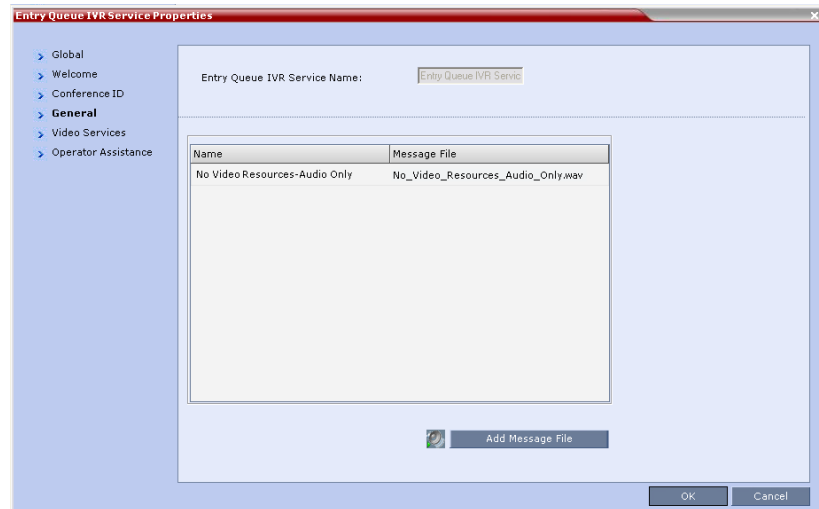 Entry Queue IVR Service Properties
Global
Welcome
Conference ID
General
Video Services
Operator Assistance
Entry Queue IVR Service Name:
Entry Queue IVR Servic
Name Message File
No Video Resources-Audio Only No_Video_Resources_Audio_Only.wav
Add Message File
OK Cancel